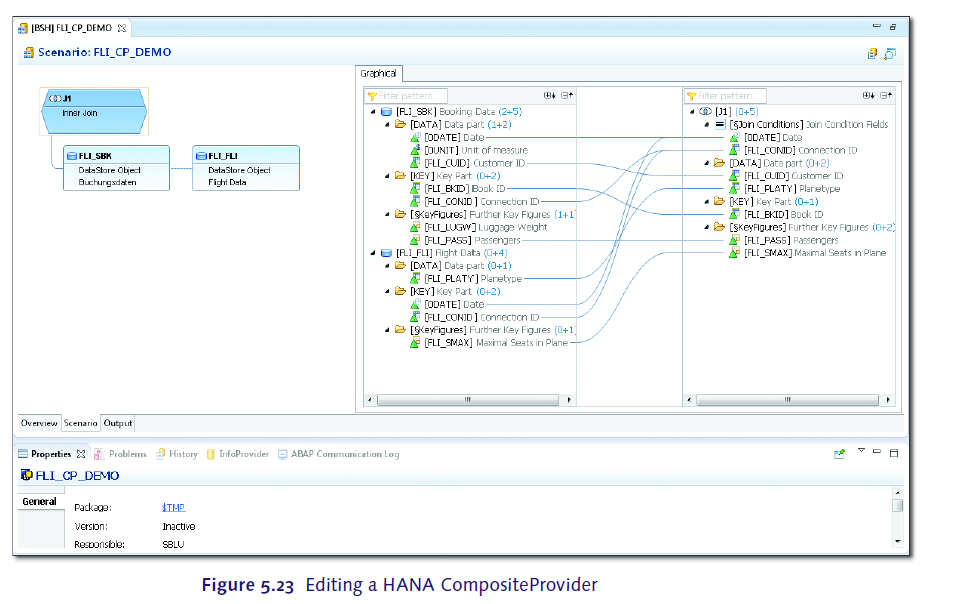 [BSH] FLI_CP_DEMO
Scenario: FLI_CP_DEMO
J1
Inner Join
FLI_SBK
DataStore Object
Buchungsdaten
FLI_FLI
DataStore Object
Flight Data
Graphical
Filter pattern
[FLI_SBK] Booking Data (2+5)
[DATA] Data part (1+2)
[0DATE] Date
[0UNIT] Unit of measure
[FLI_CUID] Customer ID
[KEY] Key Part (0+2)
[FLI_BKID] Book ID
[FLI_CONID] Connection ID
[§KeyFigures] Further Key Figures (1+1)
[FLI_LUGW] Luggage Weight
[FLI_PASS] Passengers
[FLI_FLI] Flight Data (0+4)
[DATA] Data part (0+1)
[FLI_PLATY] Planetype
[KEY] Key Part (0+2)
[0DATE] Date
[FLI_CONID] Connection ID
[§KeyFigures] Further Key Figures (0+1
[FLI_SMAX] Maximal Seats in Plane
Filter pattern
[J1] (0+5)
[§Join Conditions] Join Condition Fields
[0DATE] Date
[FLI_CONID] Connection ID
[DATA] Data part (0+2)
[FLI_CUID] Customer ID
[FLI_PLATY] Planetype
[KEY] Key Part (0+1)
[FLI_BKID] Book ID
[§KeyFigures] Further Key Figures (0+2
[FLI_PASS] Passengers
[FLI_SMAX] Maximal Seats in Plane
Overview Scenario Output
Properties Problems History InfoProvider ABAP Communication Log
FLI_CP_DEMO
General
Package: $TMP
Version: Inactive
Responsible: SBLU
Figure 5.23 Editing a HANA CompositeProvider